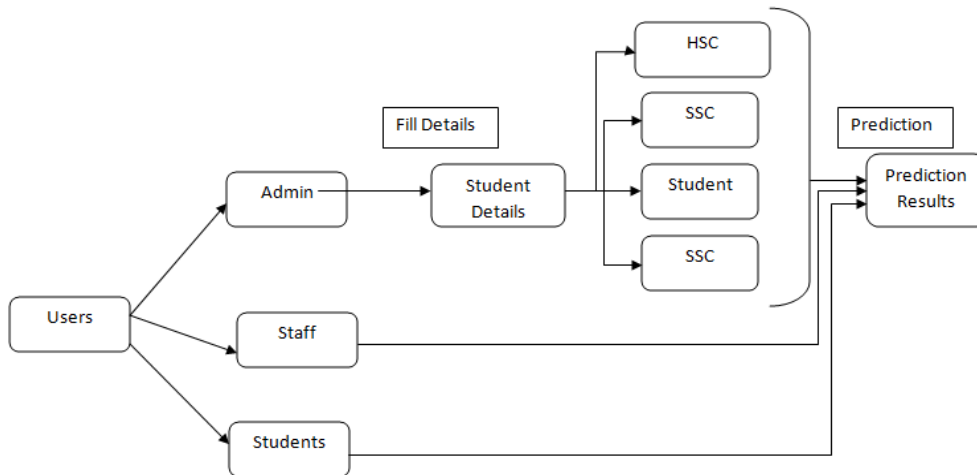 HSC
Fill Details
SSC
Prediction
Admin
Student
Details
Student
Prediction
Results
SSC
Users
Staff
Students